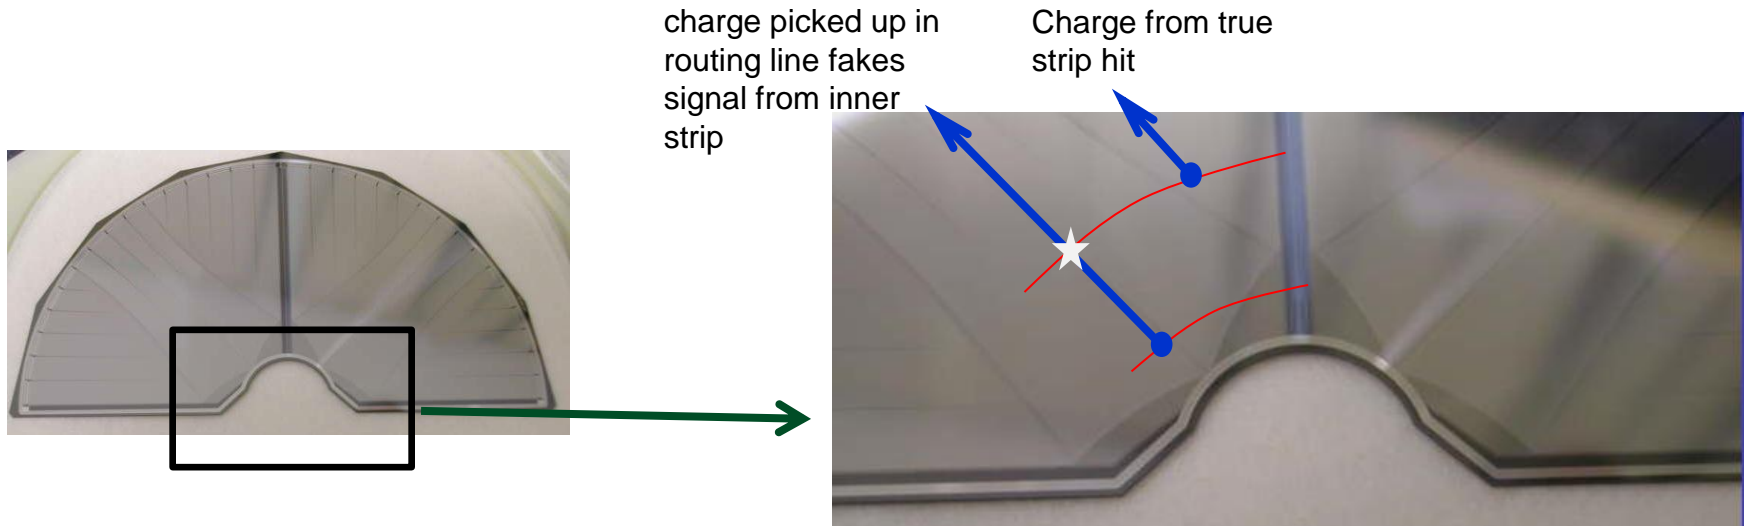 charge picked up in
routing line fakes
signal from inner
strip
Charge from true
strip hit